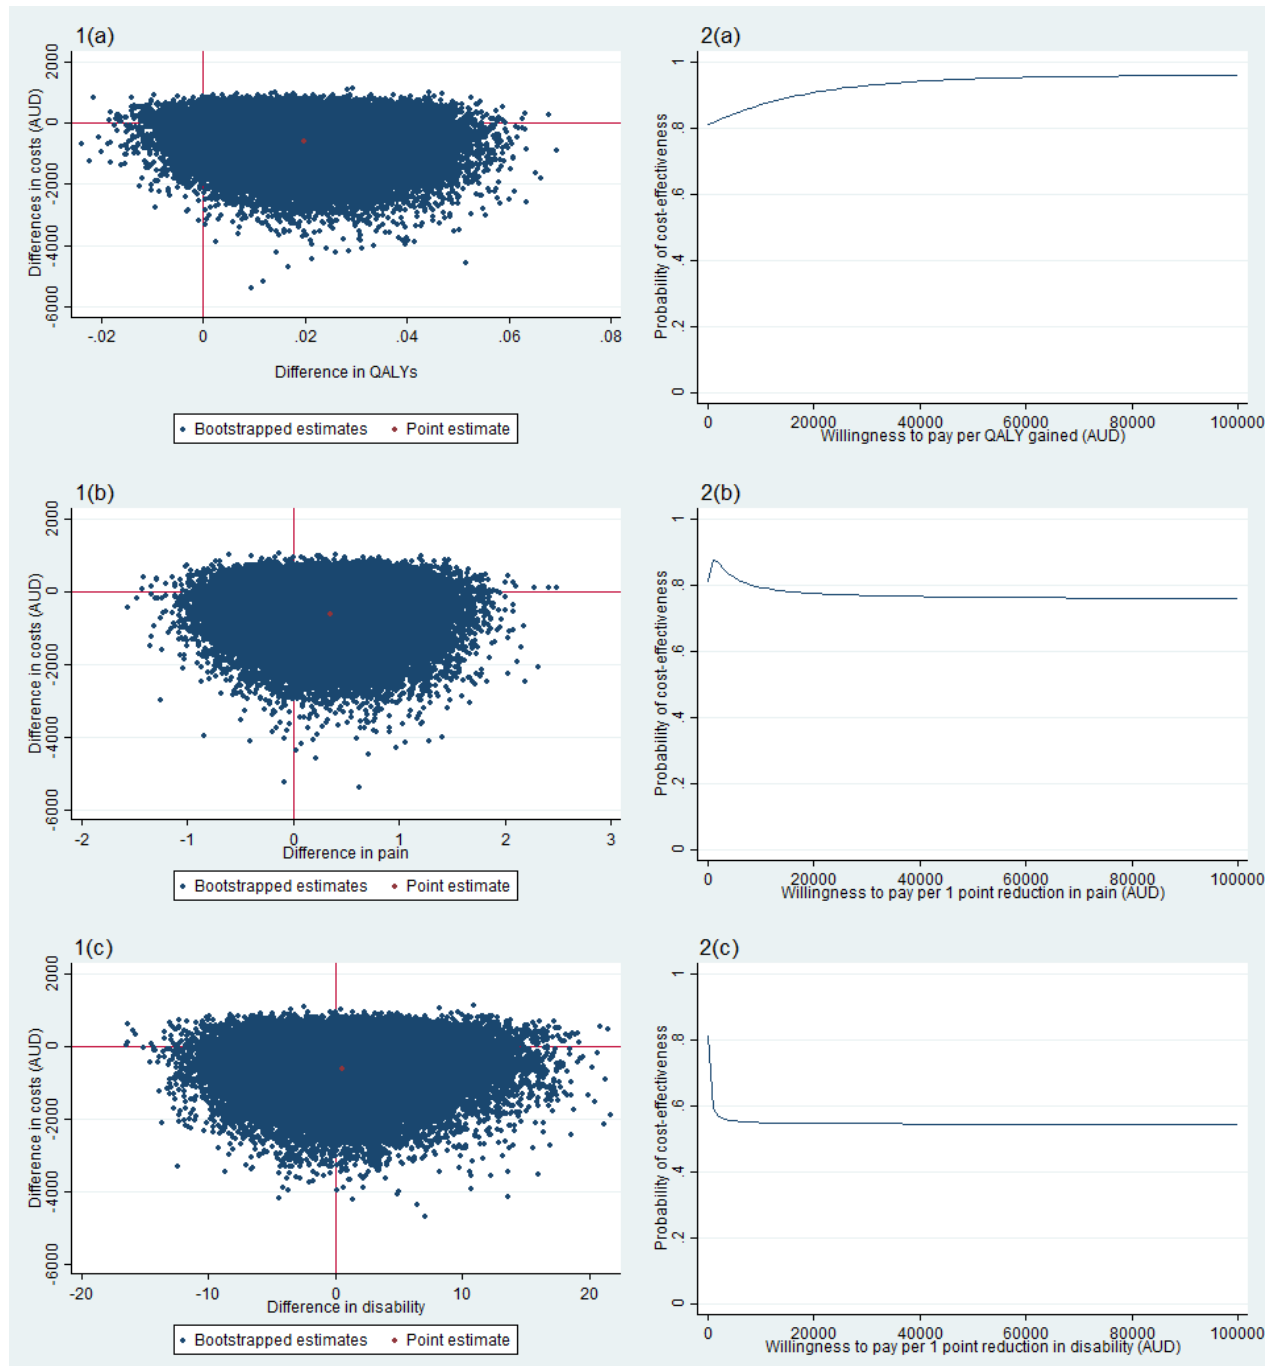 1(a)
Differences in costs (AUD)
2000
0
-2000
-4000
-6000
-.02 0 .02 .04 .06 .08
Difference in QALYs
Bootstrapped estimates Point estimate
2(a)
Probability of cost-effectiveness
1
.8
.6
.4
.2
0
0 20000 40000 60000 80000 100000
Willingness to pay per QALY gained (AUD)
1(b)
Difference in costs (AUD)
2000
0
-2000
-4000
-6000
-2 -1 0 1 2 3
Difference in pain
Bootstrapped estimates Point estimate
2(b)
Probability of cost-effectiveness
1
.8
.6
.4
.2
0
0 20000 40000 60000 80000 100000
Willingness to pay per 1 point reduction in pain (AUD)
1(c)
Difference in costs (AUD)
2000
0
-2000
-4000
-6000
-20 -10 0 10 20
Difference in disability
Bootstrapped estimates Point estimate
2(c)
Probability of cost-effectiveness
1
.8
.6
.4
.2
0
0 20000 40000 60000 80000 100000
Willingness to pay per 1 point reduction in disability (AUD)